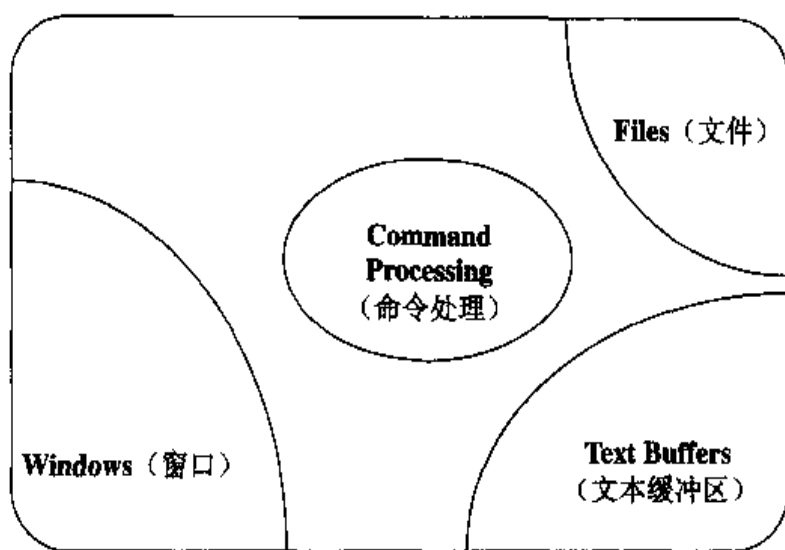 Files（文件）
Command
Processing
（命令处理）
Windows（窗口）
Text Buffers
（文本缓冲区）